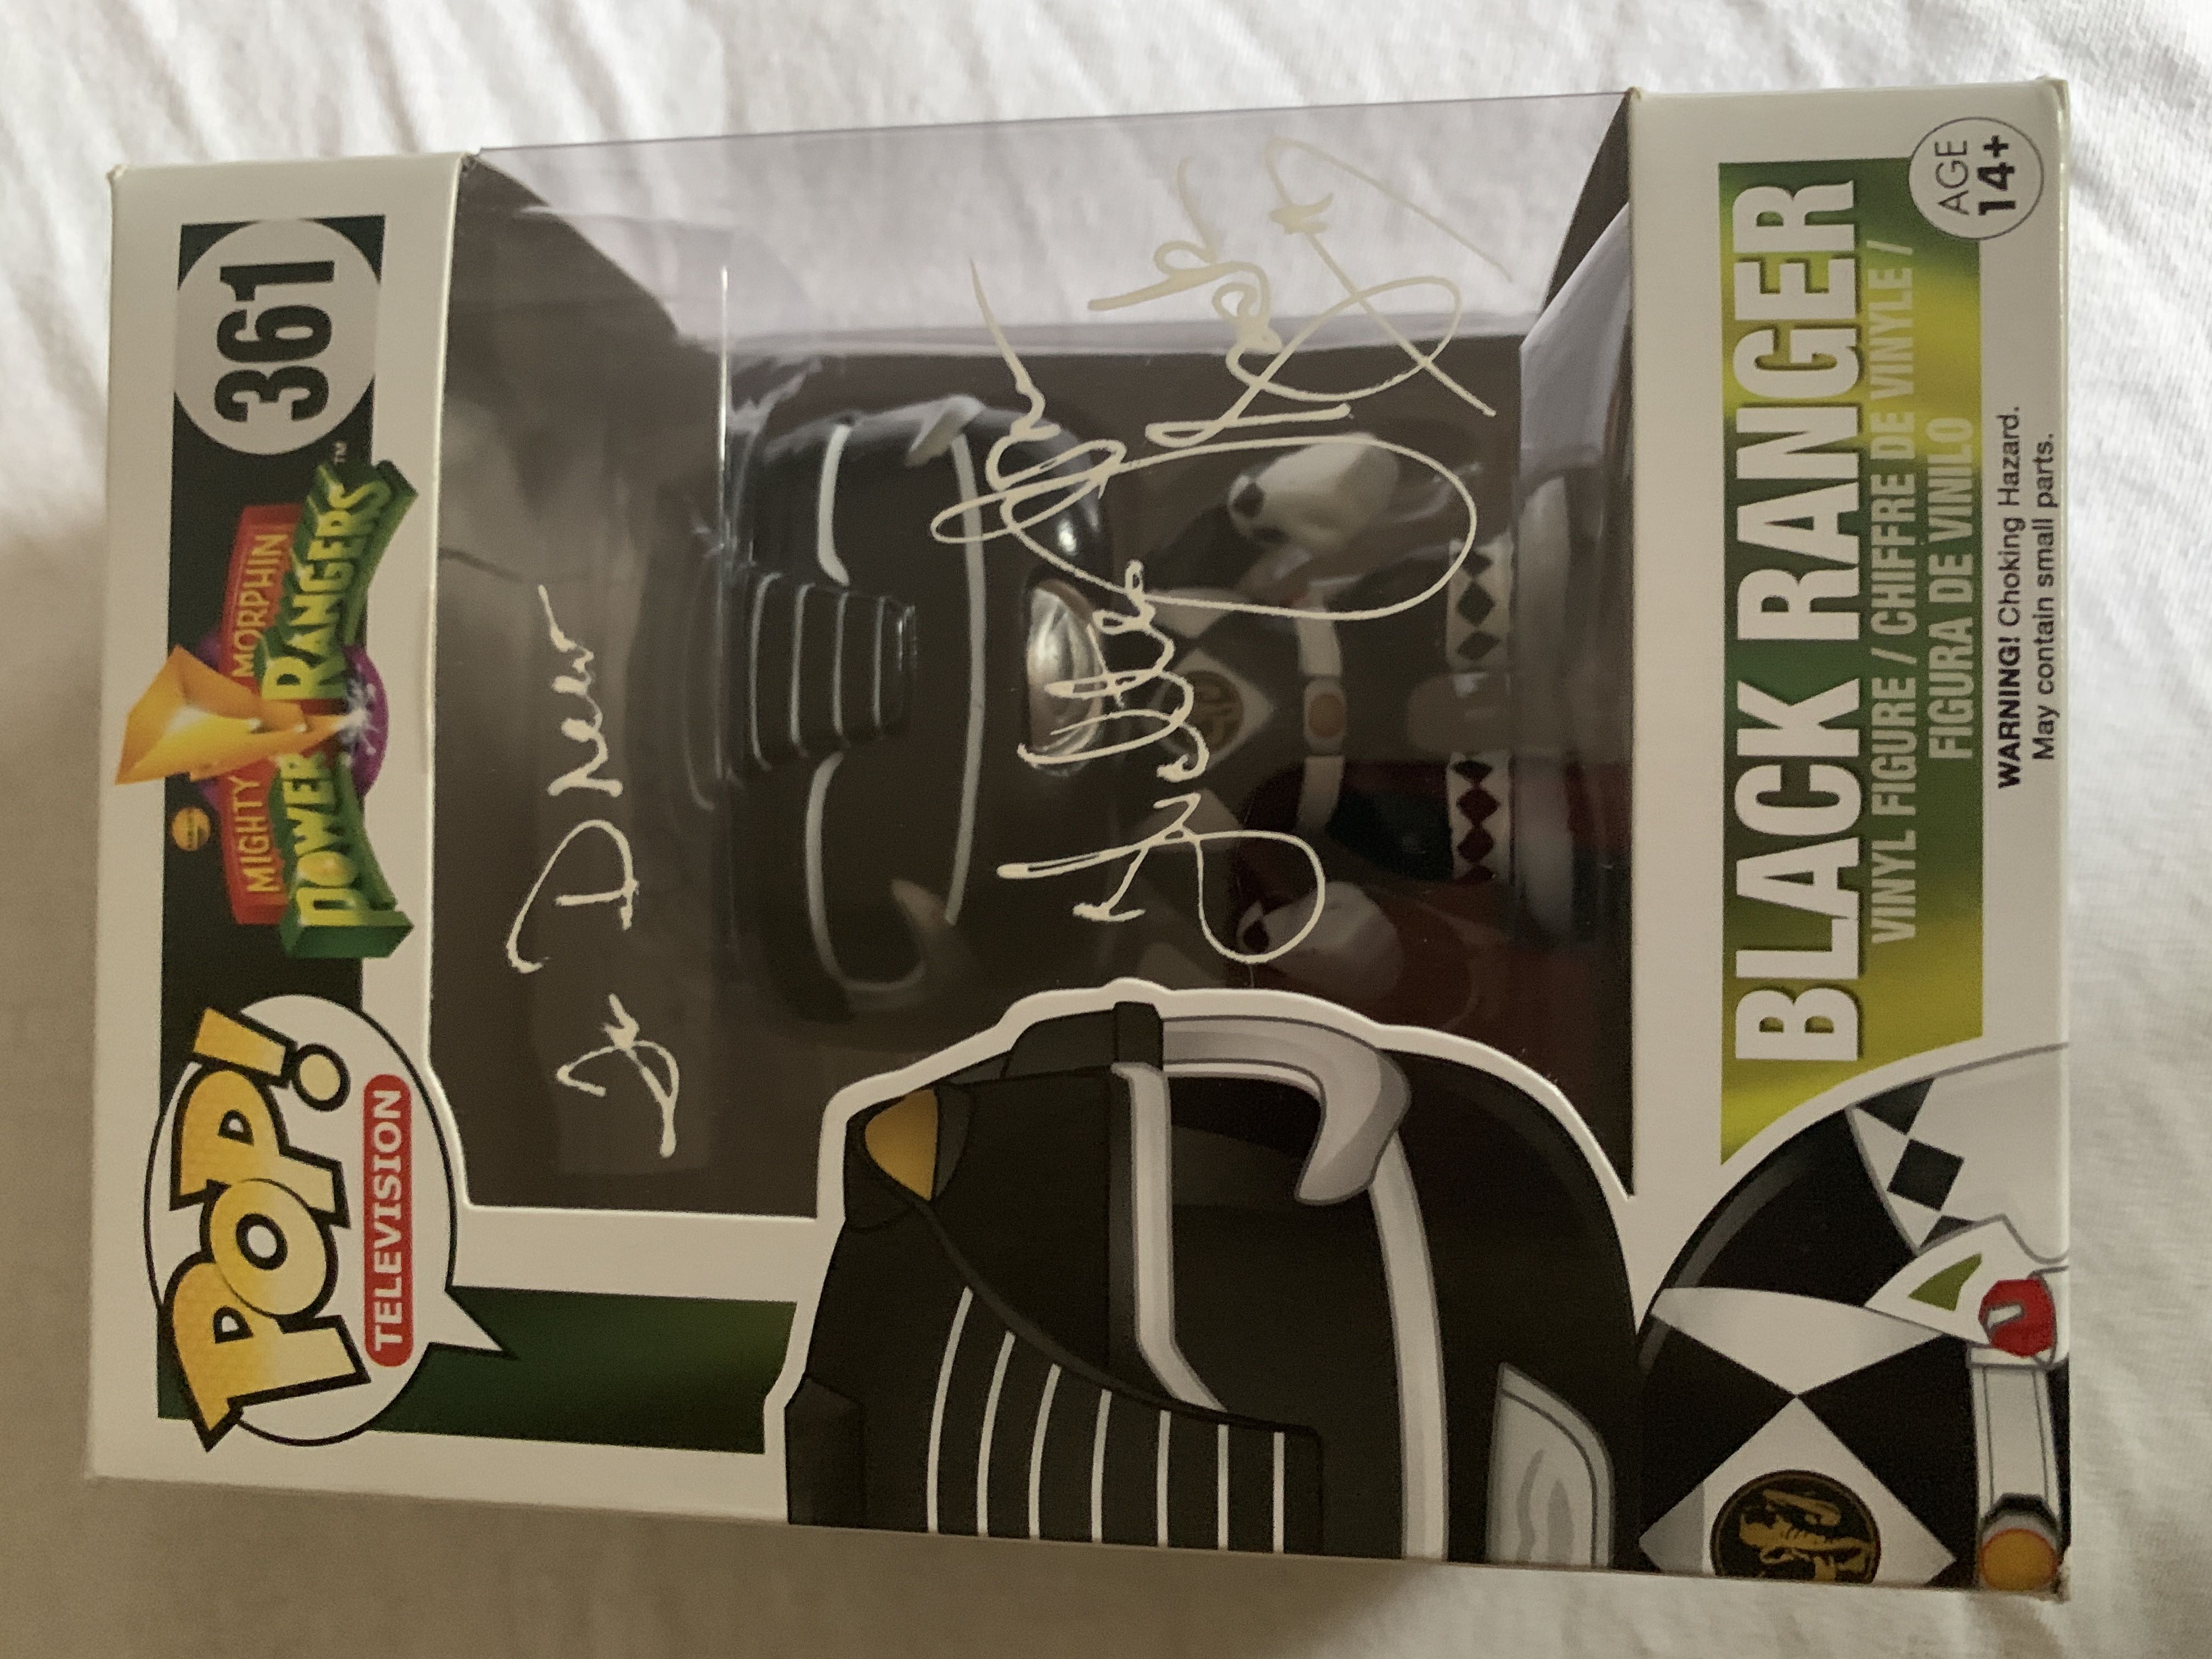 POP!
TELEVISION
MIGHTY MORPHIN
POWER RANGERS™
361
BLACK RANGER
VINYL FIGURE / CHIFFRE DE VINYLE /
FIGURA DE VINILO
AGE
14+
WARNING! Choking Hazard.
May contain small parts.